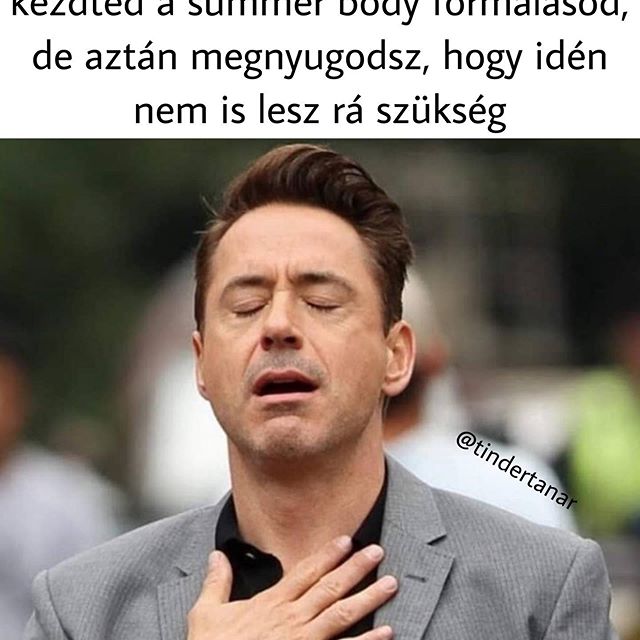 kezdted a summer body formálásod,
de aztán megnyugodsz, hogy idén
nem is lesz rá szükség
@tindertanar